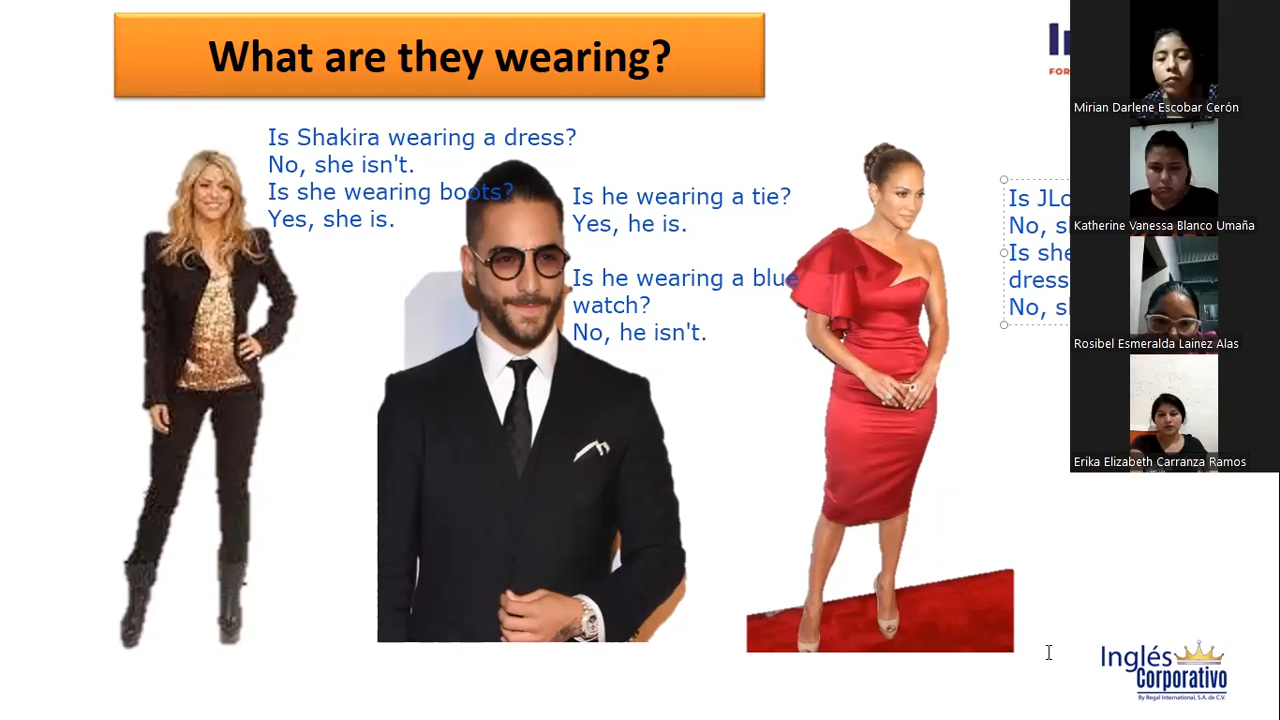 What are they wearing?
Is Shakira wearing a dress?
No, she isn't.
Is she wearing boots?
Yes, she is.
Is he wearing a tie?
Yes, he is.
Is he wearing a blue
watch?
No, he isn't.
Is
No,
Is
dress
No,
FOR
Mirian Darlene Escobar Cerón
Katherine Vanessa Blanco Umaña
Rosibel Esmeralda Lainez Alas
Erika Elizabeth Carranza Ramos
Inglés
Corporativo
By Regal International, S.A. de C.V.